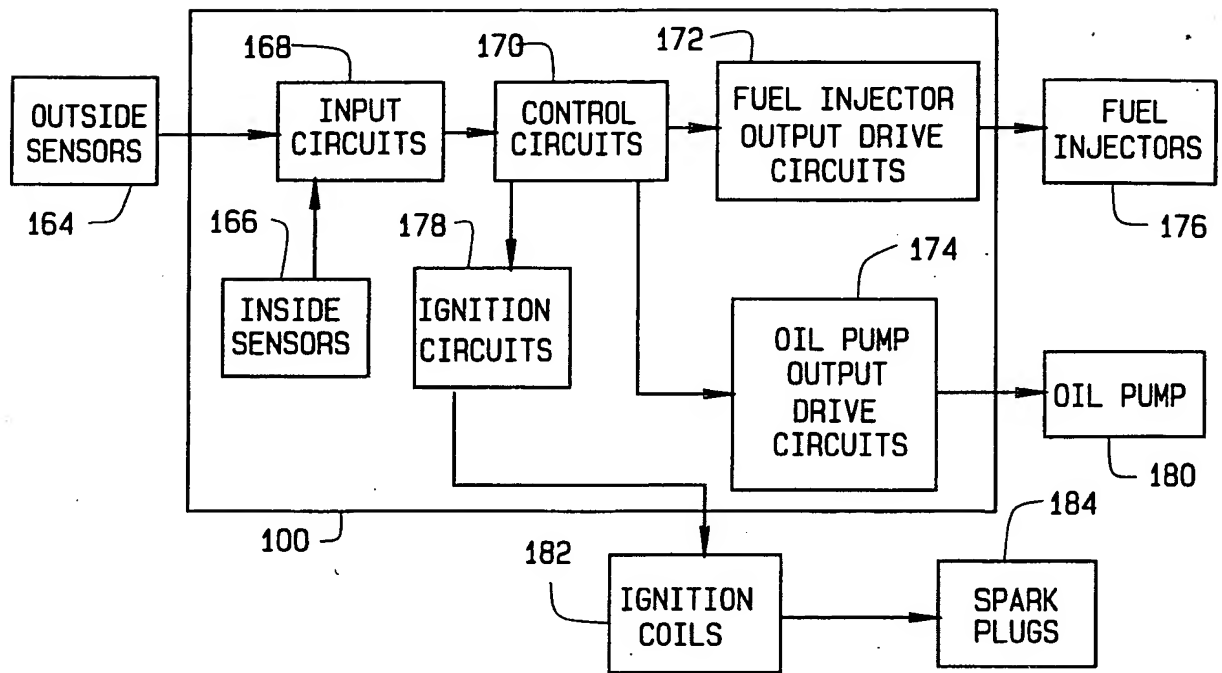 168
170
172
OUTSIDE
SENSORS
164
INPUT
CIRCUITS
CONTROL
CIRCUITS
FUEL INJECTOR
OUTPUT DRIVE
CIRCUITS
FUEL
INJECTORS
176
166
INSIDE
SENSORS
178
IGNITION
CIRCUITS
174
OIL PUMP
OUTPUT
DRIVE
CIRCUITS
OIL PUMP
180
100
182
IGNITION
COILS
184
SPARK
PLUGS